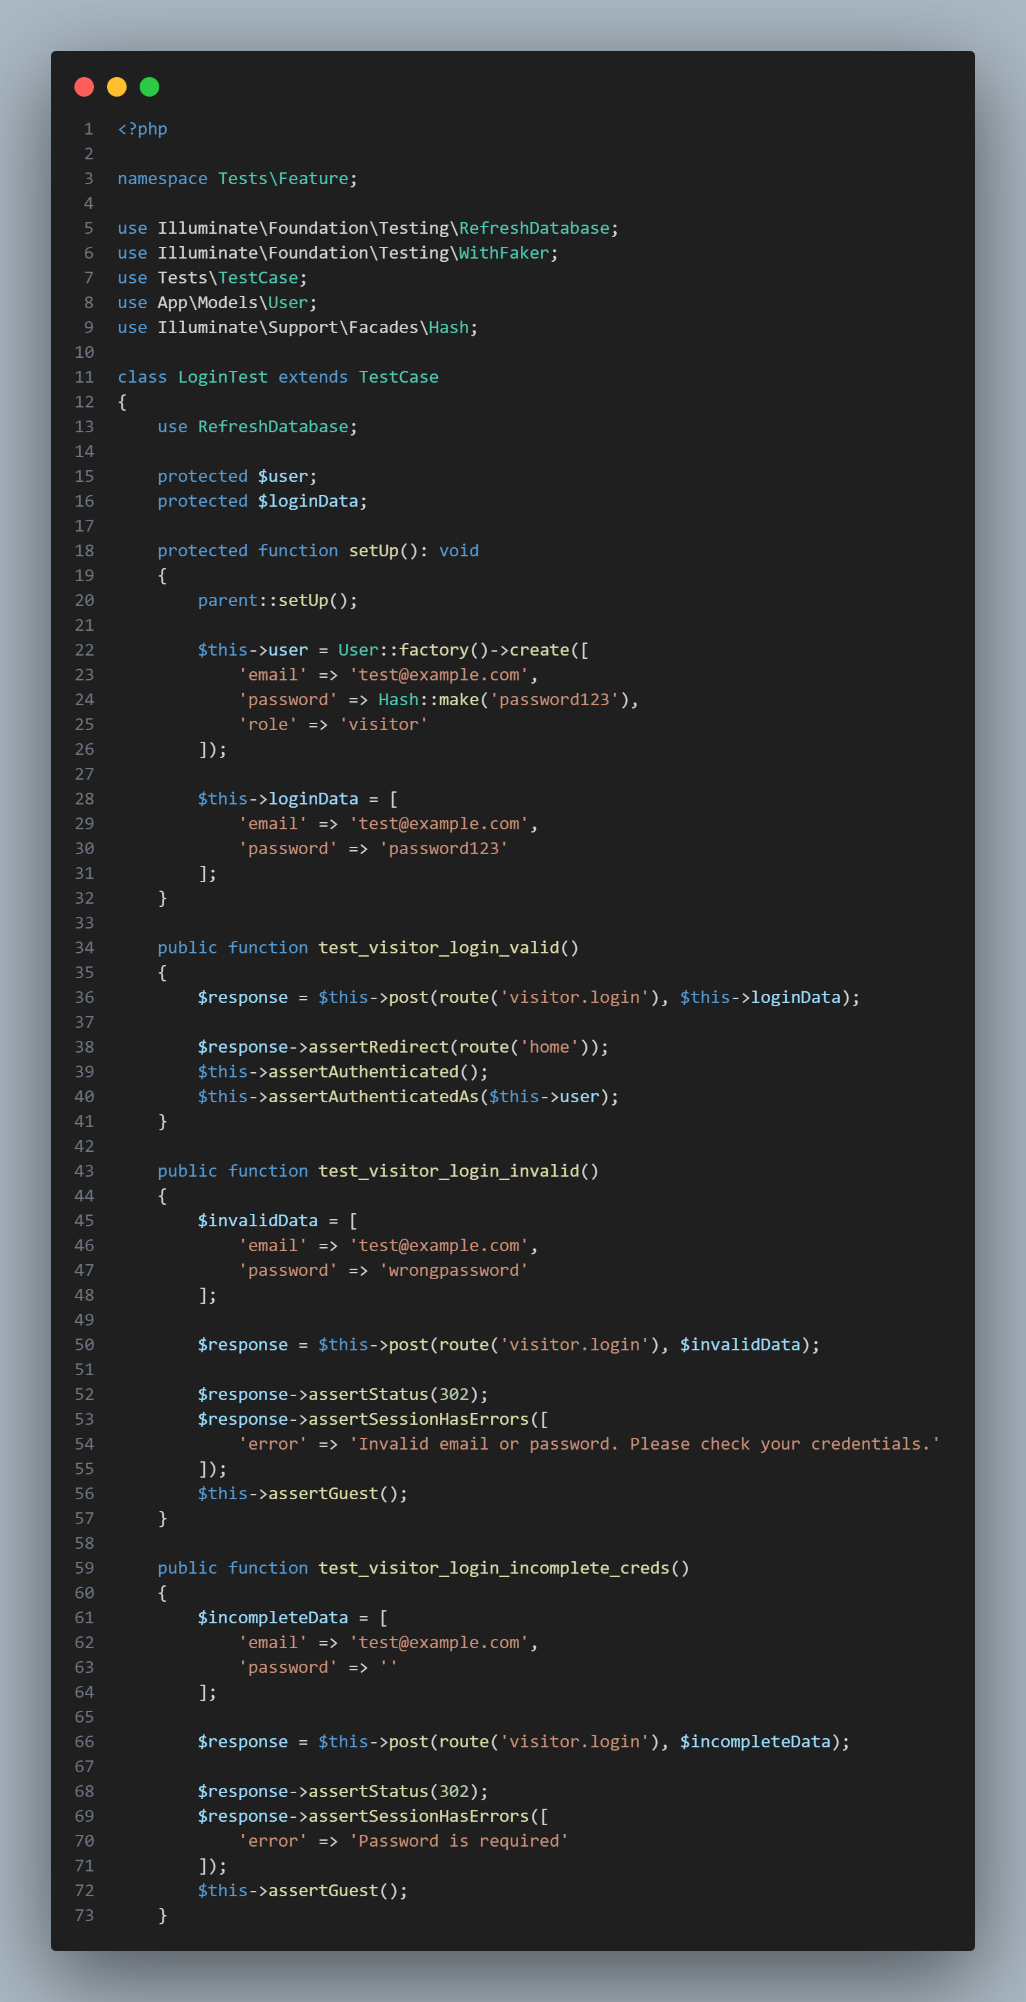 1 <?php
2
3 namespace Tests\Feature;
4
5 use Illuminate\Foundation\Testing\RefreshDatabase;
6 use Illuminate\Foundation\Testing\WithFaker;
7 use Tests\TestCase;
8 use App\Models\User;
9 use Illuminate\Support\Facades\Hash;
10
11 class LoginTest extends TestCase
12 {
13     use RefreshDatabase;
14
15     protected $user;
16     protected $loginData;
17
18     protected function setUp(): void
19     {
20         parent::setUp();
21
22         $this->user = User::factory()->create([
23             'email' => 'test@example.com',
24             'password' => Hash::make('password123'),
25             'role' => 'visitor'
26         ]);
27
28         $this->loginData = [
29             'email' => 'test@example.com',
30             'password' => 'password123'
31         ];
32     }
33
34     public function test_visitor_login_valid()
35     {
36         $response = $this->post(route('visitor.login'), $this->loginData);
37
38         $response->assertRedirect(route('home'));
39         $this->assertAuthenticated();
40         $this->assertAuthenticatedAs($this->user);
41     }
42
43     public function test_visitor_login_invalid()
44     {
45         $invalidData = [
46             'email' => 'test@example.com',
47             'password' => 'wrongpassword'
48         ];
49
50         $response = $this->post(route('visitor.login'), $invalidData);
51
52         $response->assertStatus(302);
53         $response->assertSessionHasErrors([
54             'error' => 'Invalid email or password. Please check your credentials.'
55         ]);
56         $this->assertGuest();
57     }
58
59     public function test_visitor_login_incomplete_creds()
60     {
61         $incompleteData = [
62             'email' => 'test@example.com',
63             'password' => ''
64         ];
65
66         $response = $this->post(route('visitor.login'), $incompleteData);
67
68         $response->assertStatus(302);
69         $response->assertSessionHasErrors([
70             'error' => 'Password is required'
71         ]);
72         $this->assertGuest();
73     }